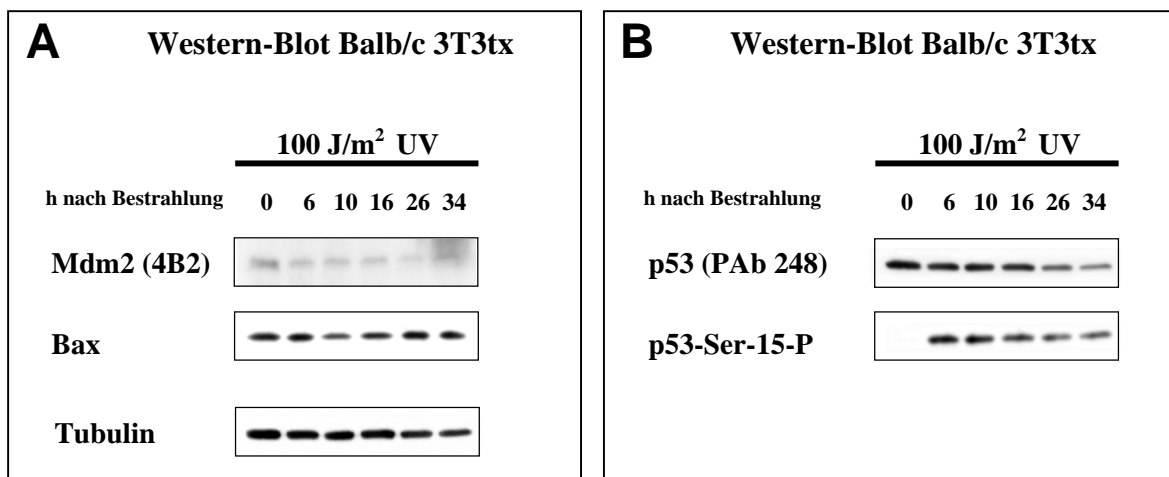 A Western-Blot Balb/c 3T3tx
100 J/m² UV
h nach Bestrahlung 0 6 10 16 26 34
Mdm2 (4B2)
Bax
Tubulin
B Western-Blot Balb/c 3T3tx
100 J/m² UV
h nach Bestrahlung 0 6 10 16 26 34
p53 (PAb 248)
p53-Ser-15-P